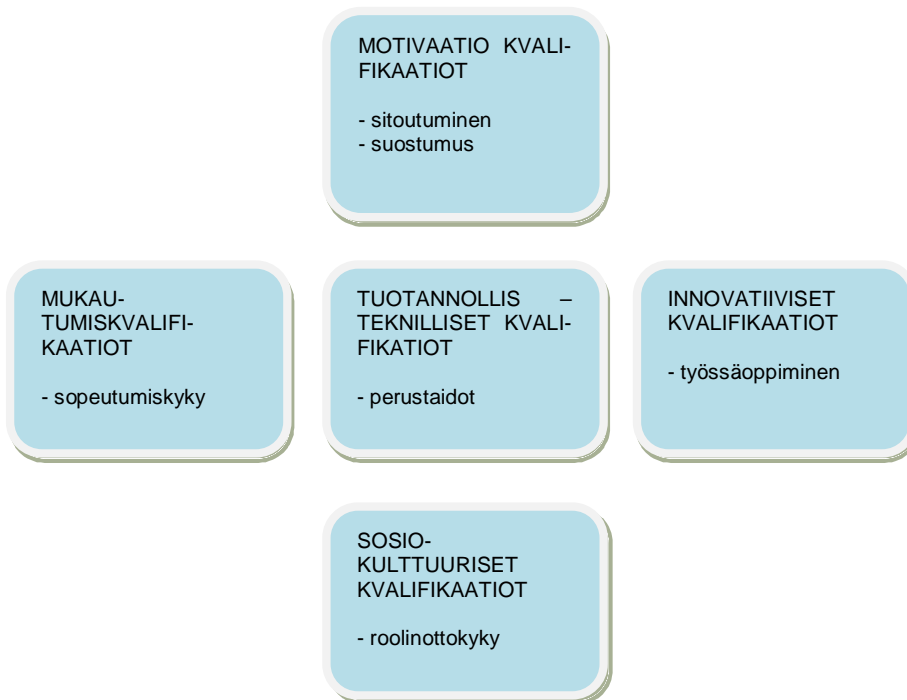 MOTIVAATIO KVALI-
FIKAATIOT
- sitoutuminen
- suostumus
MUKAU-
TUMISKVALIFI-
KAATIOT
- sopeutumiskyky
TUOTANNOLLIS –
TEKNILLISET KVALI-
FIKATIOT
- perustaidot
INNOVATIIVISET
KVALIFIKAATIOT
- työssäoppiminen
SOSIO-
KULTTUURISET
KVALIFIKAATIOT
- roolinottokyky